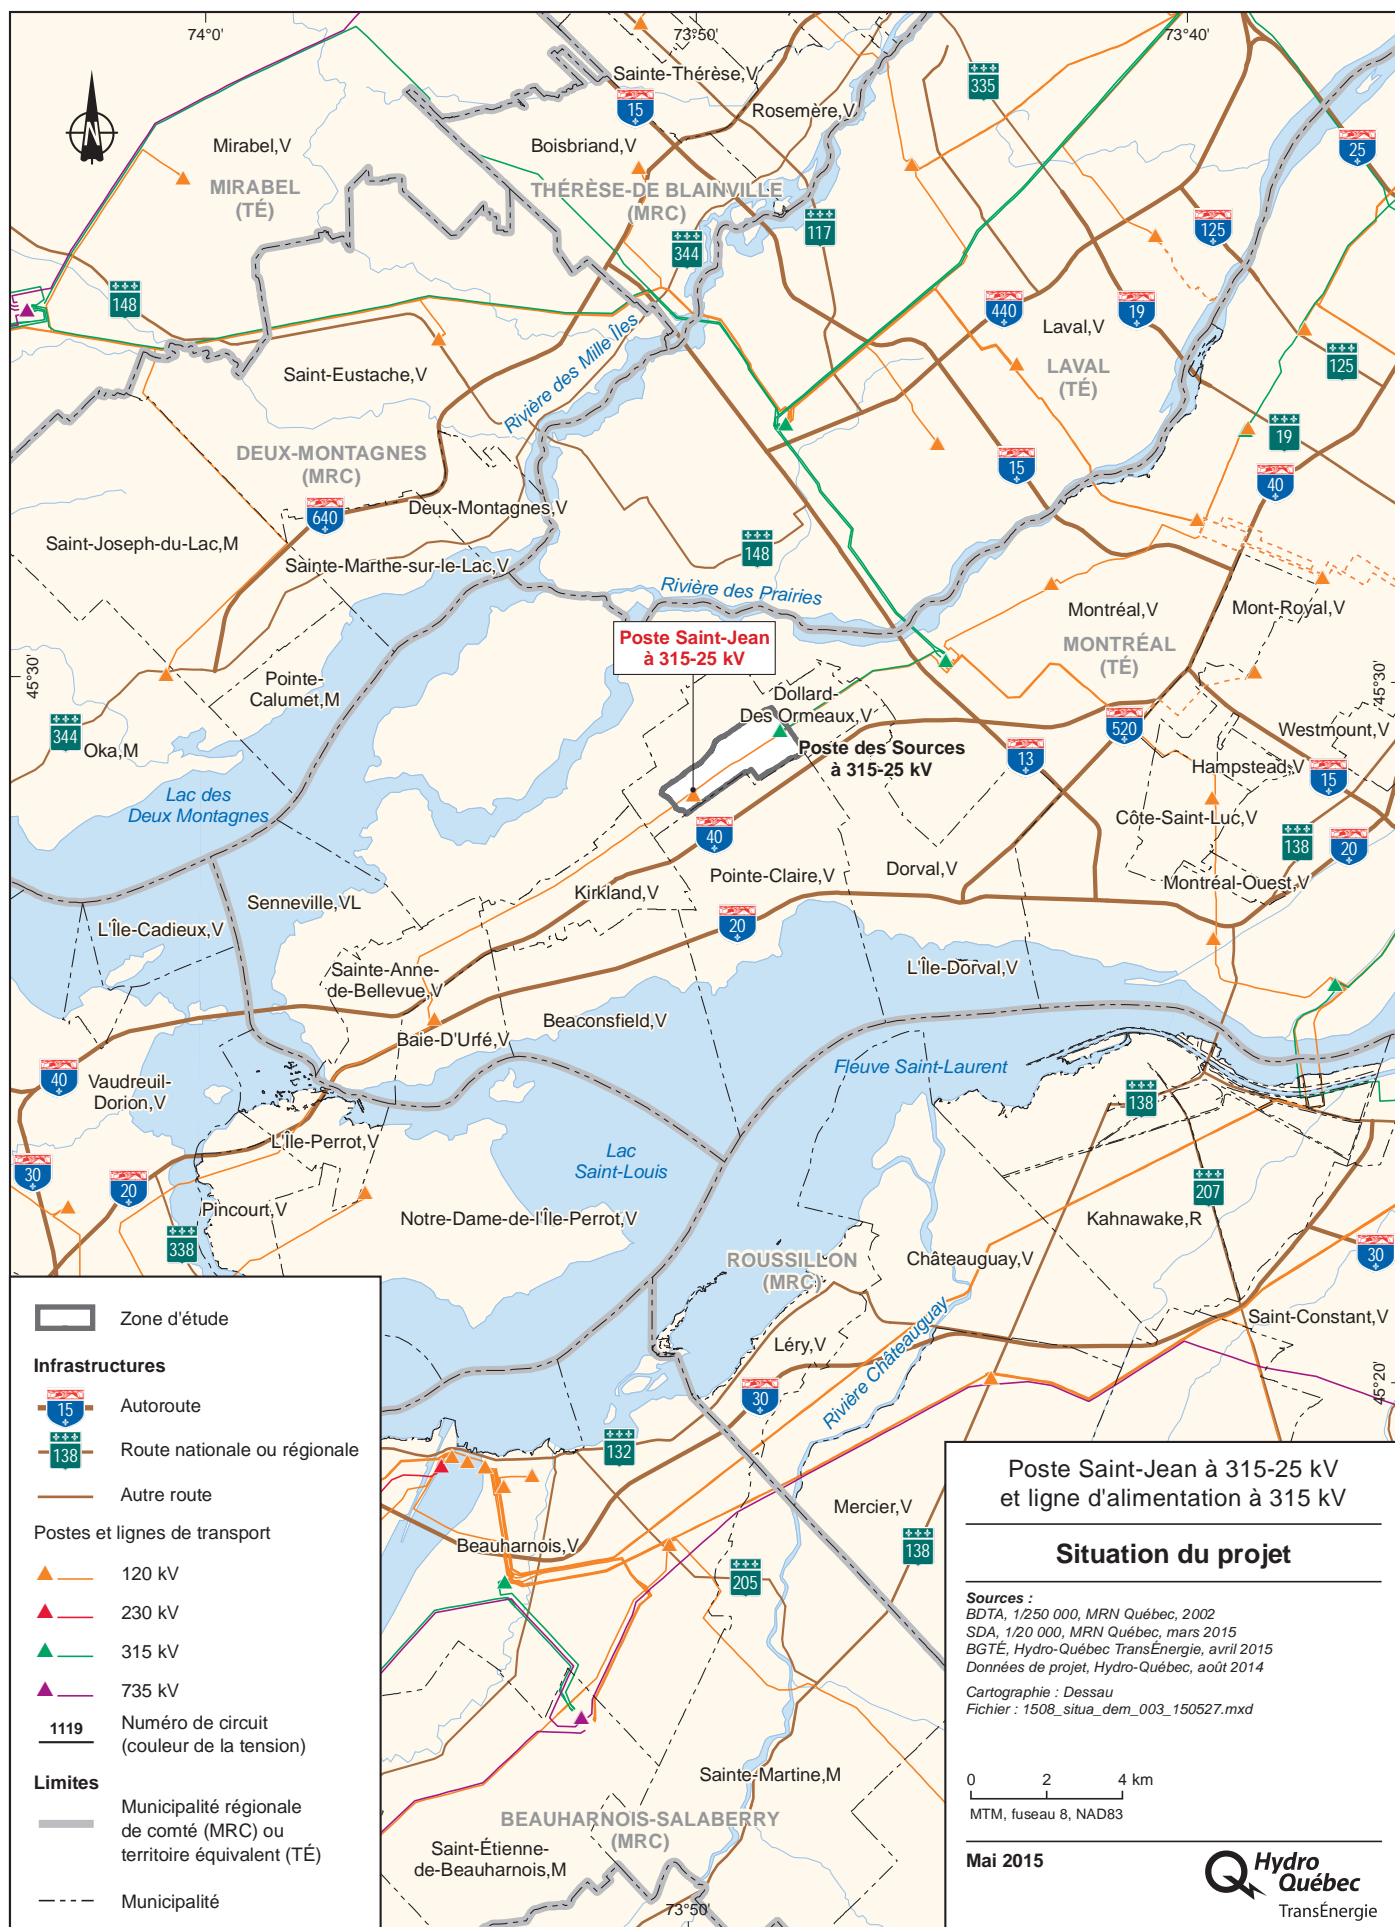 74°0'
73°50'
73°40'
Sainte-Thérèse,V
335
15
Rosemère,V
N
Mirabel,V
Boisbriand,V
25
MIRABEL
(TÉ)
THÉRÈSE-DE BLAINVILLE
(MRC)
117
125
344
148
440
19
Laval,V
Rivière des Mille Îles
LAVAL
(TÉ)
125
Saint-Eustache,V
19
DEUX-MONTAGNES
(MRC)
15
40
640
Deux-Montagnes,V
Saint-Joseph-du-Lac,M
148
Sainte-Marthe-sur-le-Lac,V
Rivière des Prairies
Montréal,V
Mont-Royal,V
Poste Saint-Jean
à 315-25 kV
MONTRÉAL
(TÉ)
45°30'
45°30'
Pointe-
Calumet,M
Dollard-
Des Ormeaux,V
344
Oka,M
520
Westmount,V
Poste des Sources
à 315-25 kV
13
Hampstead,V
15
Lac des
Deux Montagnes
Côte-Saint-Luc,V
40
138
20
Pointe-Claire,V
Dorval,V
Montréal-Ouest,V
Kirkland,V
Senneville,VL
20
L'Île-Cadieux,V
Sainte-Anne-
de-Bellevue,V
L'Île-Dorval,V
Beaconsfield,V
Baie-D'Urfé,V
40
Vaudreuil-
Dorion,V
Fleuve Saint-Laurent
138
L'Île-Perrot,V
Lac
Saint-Louis
30
20
207
Pincourt,V
Notre-Dame-de-l'Île-Perrot,V
Kahnawake,R
338
ROUSSILLON
(MRC)
Châteauguay,V
30
Saint-Constant,V
Léry,V
Rivière Châteauguay
45°20'
30
132
Mercier,V
Beauharnois,V
138
205
Sainte-Martine,M
BEAUHARNOIS-SALABERRY
(MRC)
Saint-Étienne-
de-Beauharnois,M
73°50'
Zone d'étude
Infrastructures
15
Autoroute
138
Route nationale ou régionale
Autre route
Postes et lignes de transport
120 kV
230 kV
315 kV
735 kV
1119
Numéro de circuit
(couleur de la tension)
Limites
Municipalité régionale
de comté (MRC) ou
territoire équivalent (TÉ)
Municipalité
Poste Saint-Jean à 315-25 kV
et ligne d'alimentation à 315 kV
Situation du projet
Sources :
BDTA, 1/250 000, MRN Québec, 2002
SDA, 1/20 000, MRN Québec, mars 2015
BGTÉ, Hydro-Québec TransÉnergie, avril 2015
Données de projet, Hydro-Québec, août 2014
Cartographie : Dessau
Fichier : 1508_situa_dem_003_150527.mxd
0 2 4 km
MTM, fuseau 8, NAD83
Mai 2015
Hydro
Québec
TransÉnergie